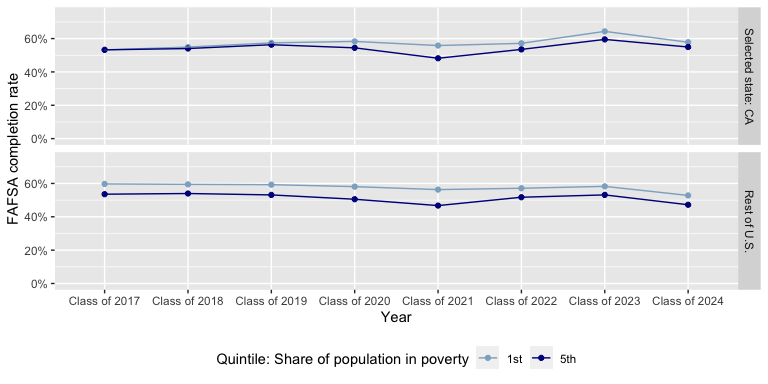 FAFSA completion rate
60%
40%
20%
0%
Selected state: CA
60%
40%
20%
0%
Rest of U.S.
Class of 2017 Class of 2018 Class of 2019 Class of 2020 Class of 2021 Class of 2022 Class of 2023 Class of 2024
Year
Quintile: Share of population in poverty 1st 5th